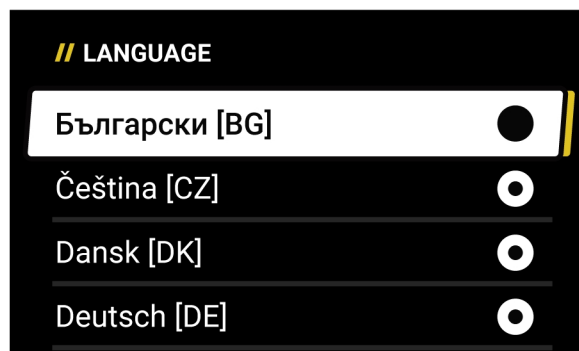 // LANGUAGE
Български [BG]
Čeština [CZ]
Dansk [DK]
Deutsch [DE]